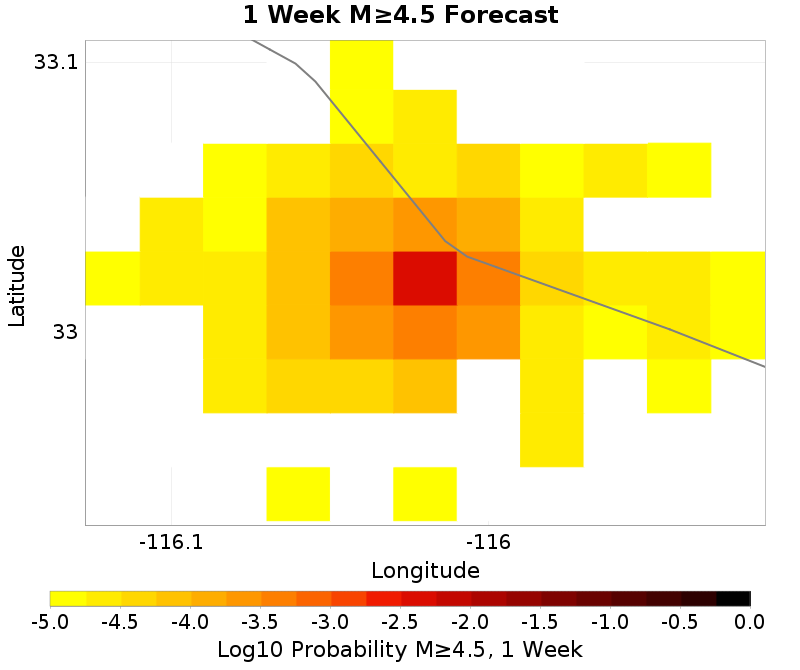 1 Week M≥4.5 Forecast
33.1
33
Latitude
-116.1 -116
Longitude
-5.0 -4.5 -4.0 -3.5 -3.0 -2.5 -2.0 -1.5 -1.0 -0.5 0.0
Log10 Probability M≥4.5, 1 Week